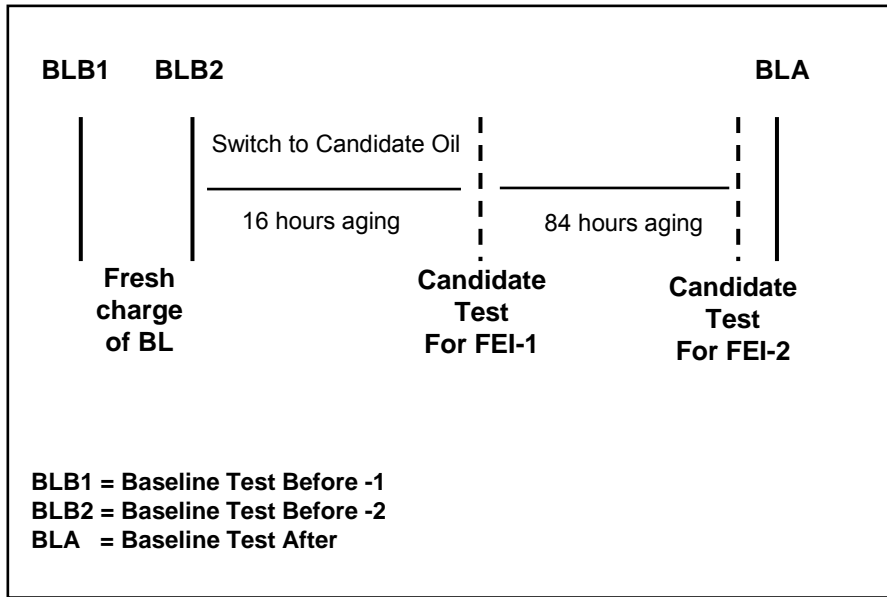 BLB1
BLB2
BLA
Switch to Candidate Oil
16 hours aging
84 hours aging
Fresh
charge
of BL
Candidate
Test
For FEI-1
Candidate
Test
For FEI-2
BLB1 = Baseline Test Before -1
BLB2 = Baseline Test Before -2
BLA = Baseline Test After